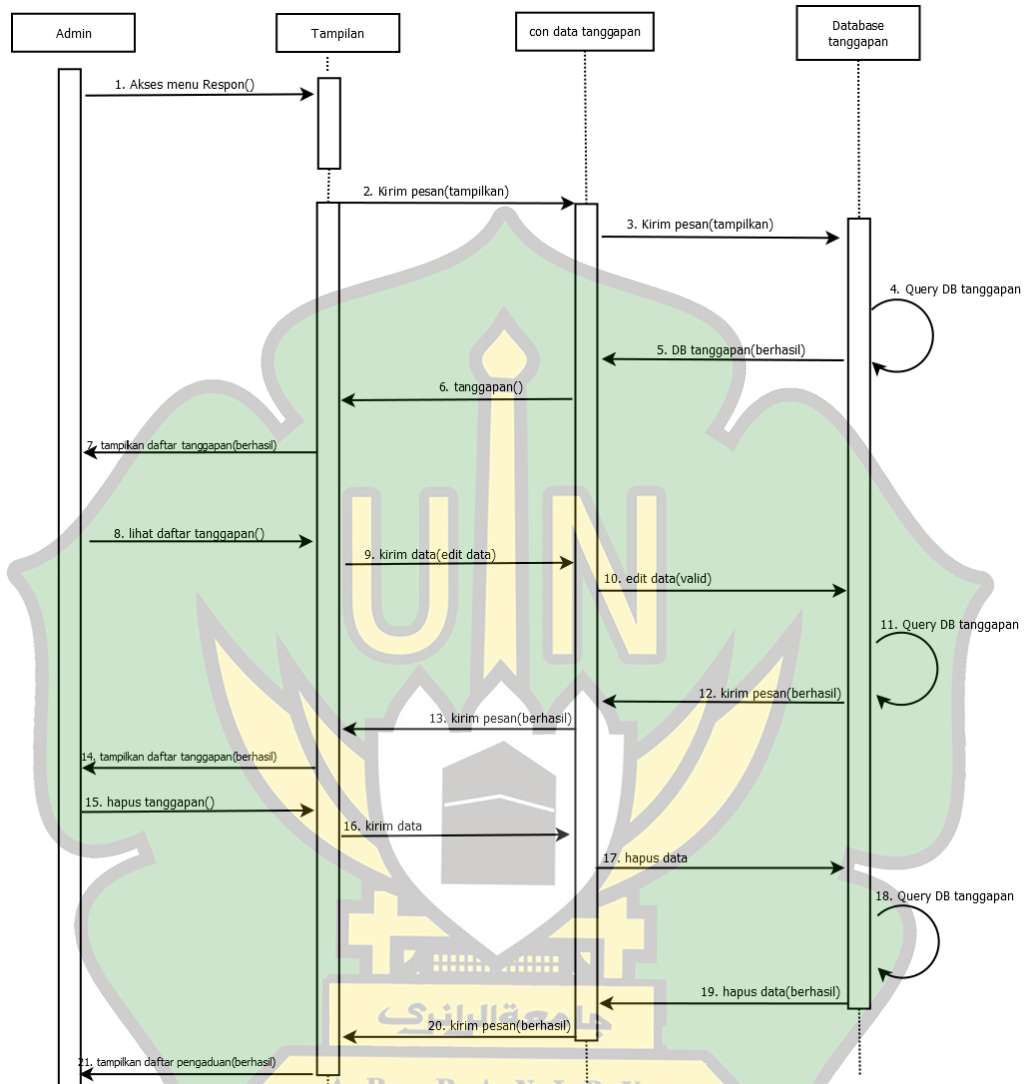 Admin
Tampilan
con data tanggapan
Database
tanggapan
1. Akses menu Respon()
2. Kirim pesan(tampilkan)
3. Kirim pesan(tampilkan)
4. Query DB tanggapan
5. DB tanggapan(berhasil)
6. tanggapan()
7. tampikan daftar tanggapan(berhasil)
8. lihat daftar tanggapan()
9. kirim data(edit data)
10. edit data(valid)
11. Query DB tanggapan
12. kirim pesan(berhasil)
13. kirim pesan(berhasil)
14. tampilkan daftar tanggapan(berhasil)
15. hapus tanggapan()
16. kirim data
17. hapus data
18. Query DB tanggapan
19. hapus data(berhasil)
20. kirim pesan(berhasil)
21. tampilkan daftar pengaduan(berhasil)
UIN
جامعة الرانري
A R - R A N I R Y